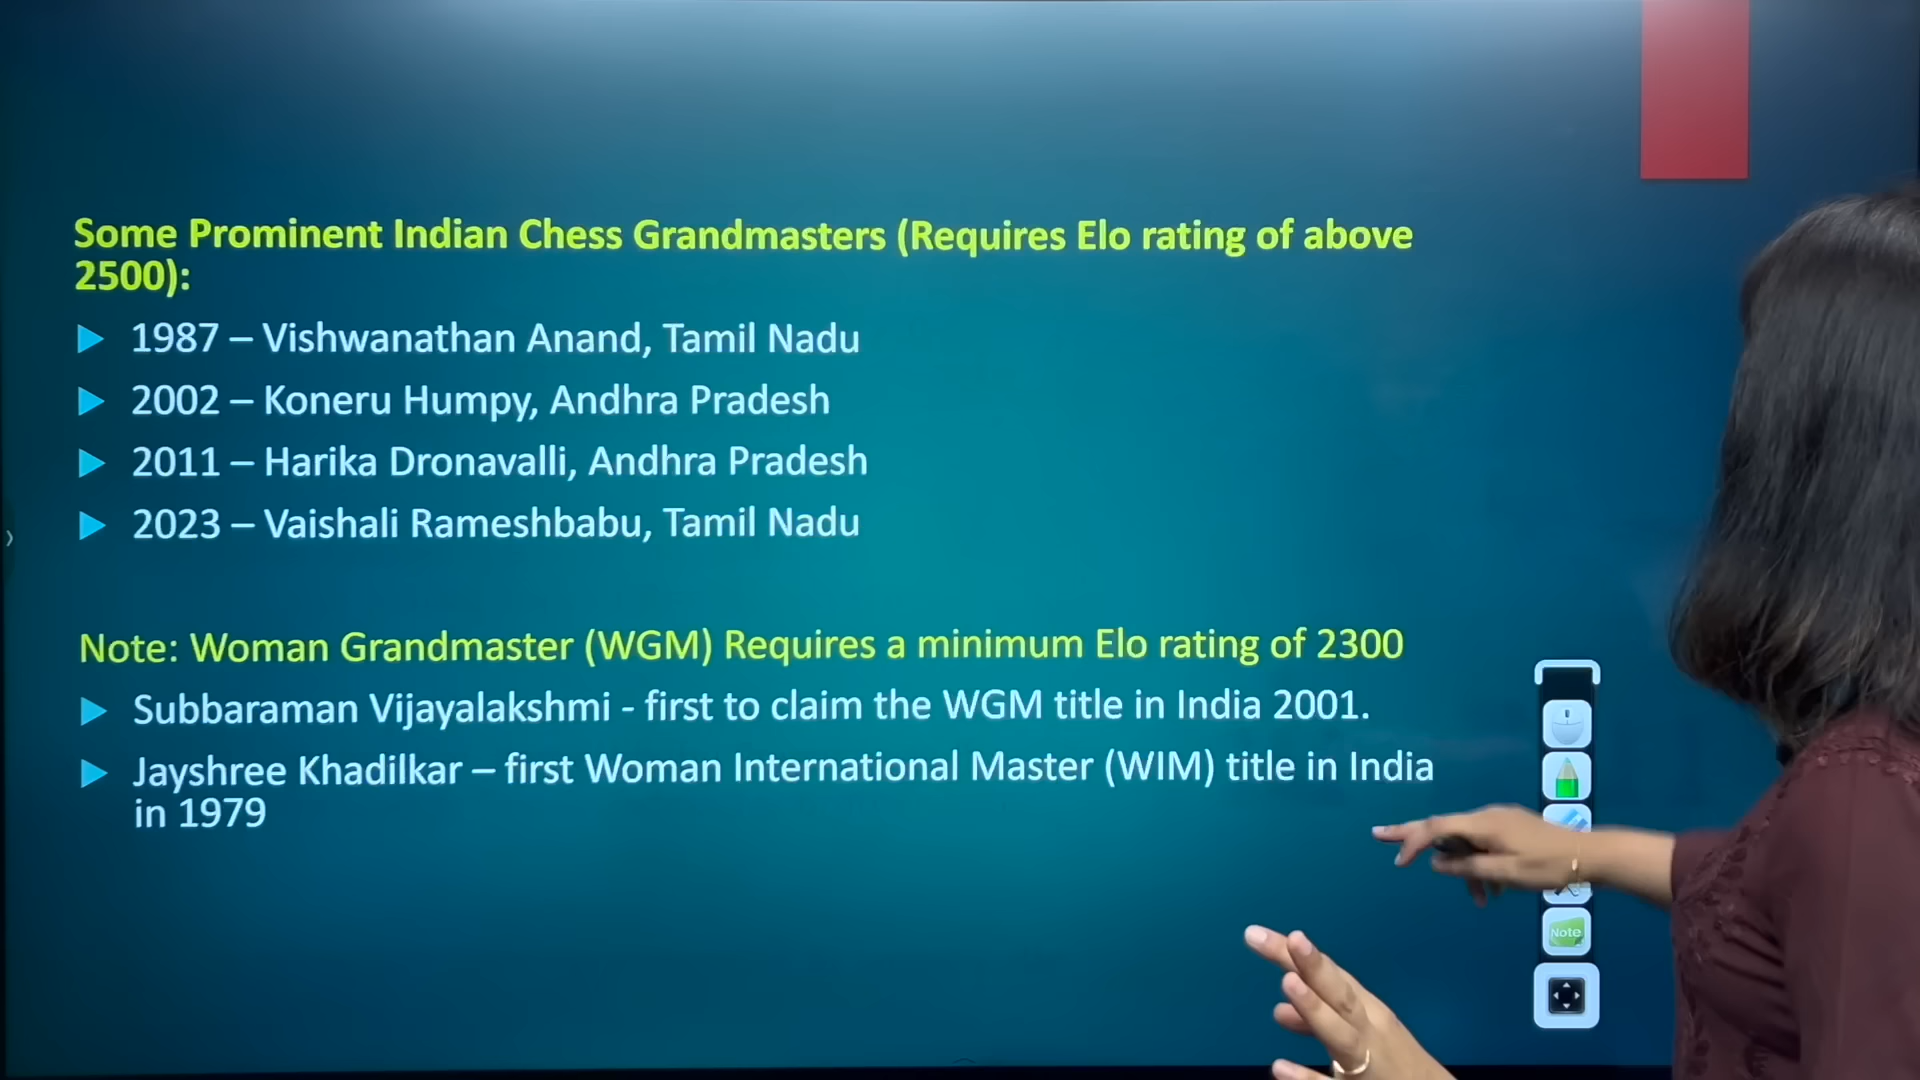 Some Prominent Indian Chess Grandmasters (Requires Elo rating of above
2500):
1987 – Vishwanathan Anand, Tamil Nadu
2002 – Koneru Humpy, Andhra Pradesh
2011 – Harika Dronavalli, Andhra Pradesh
2023 – Vaishali Rameshbabu, Tamil Nadu
Note: Woman Grandmaster (WGM) Requires a minimum Elo rating of 2300
Subbaraman Vijayalakshmi - first to claim the WGM title in India 2001.
Jayshree Khadilkar – first Woman International Master (WIM) title in India
in 1979
Note